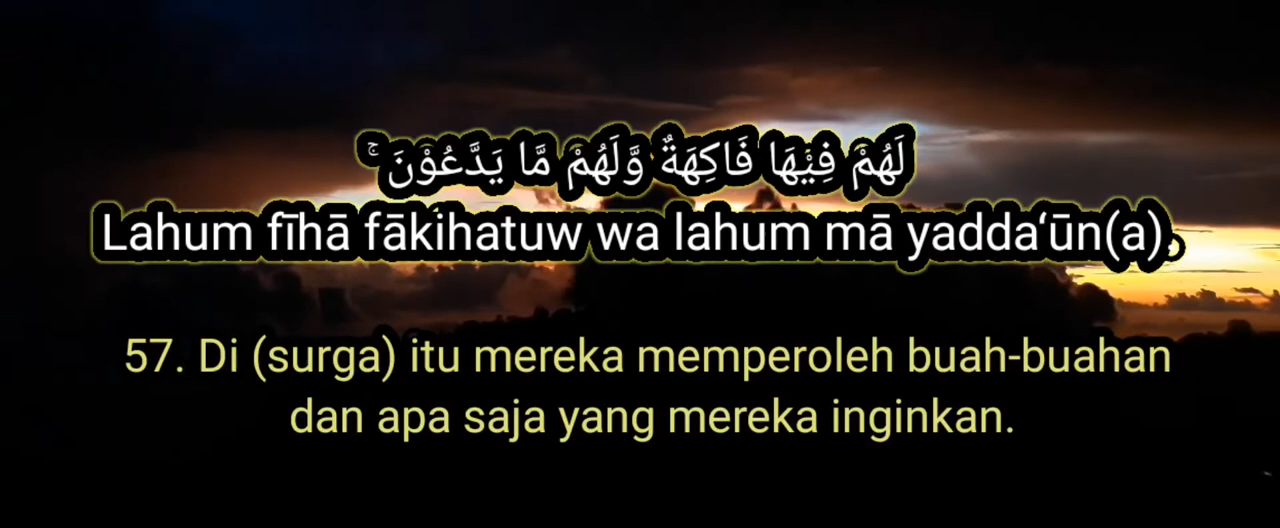 لَهُمْ فِيْهَا فَاكِهَةٌ وَّلَهُمْ مَّا يَدَّعُوْنَ ۚ
Lahum fīhā fākihatuw wa lahum mā yadda‘ūn(a).
57. Di (surga) itu mereka memperoleh buah-buahan
dan apa saja yang mereka inginkan.